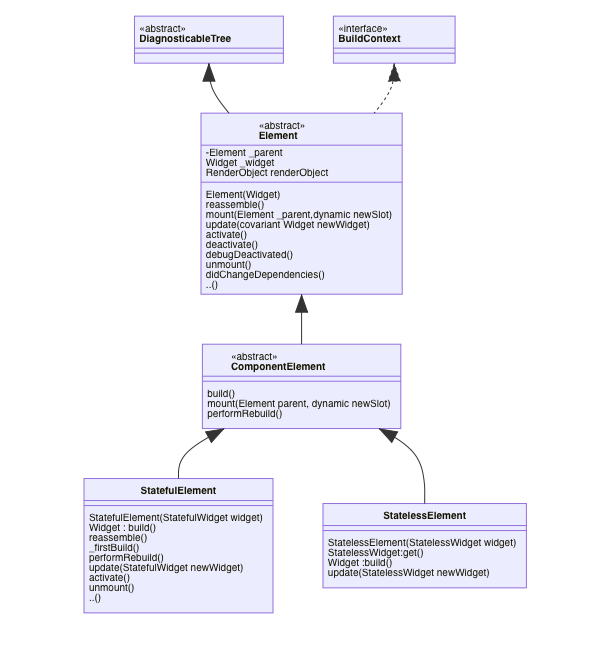 «abstract»
DiagnosticableTree
«interface»
BuildContext
«abstract»
Element
-Element _parent
Widget _widget
RenderObject renderObject
Element(Widget)
reassemble()
mount(Element _parent,dynamic newSlot)
update(covariant Widget newWidget)
activate()
deactivate()
debugDeactivated()
unmount()
didChangeDependencies()
..()
«abstract»
ComponentElement
build()
mount(Element parent, dynamic newSlot)
performRebuild()
StatefulElement
StatefulElement(StatefulWidget widget)
Widget : build()
reassemble()
_firstBuild()
performRebuild()
update(StatefulWidget newWidget)
activate()
unmount()
..()
StatelessElement
StatelessElement(StatelessWidget widget)
StatelessWidget:get()
Widget :build()
update(StatelessWidget newWidget)